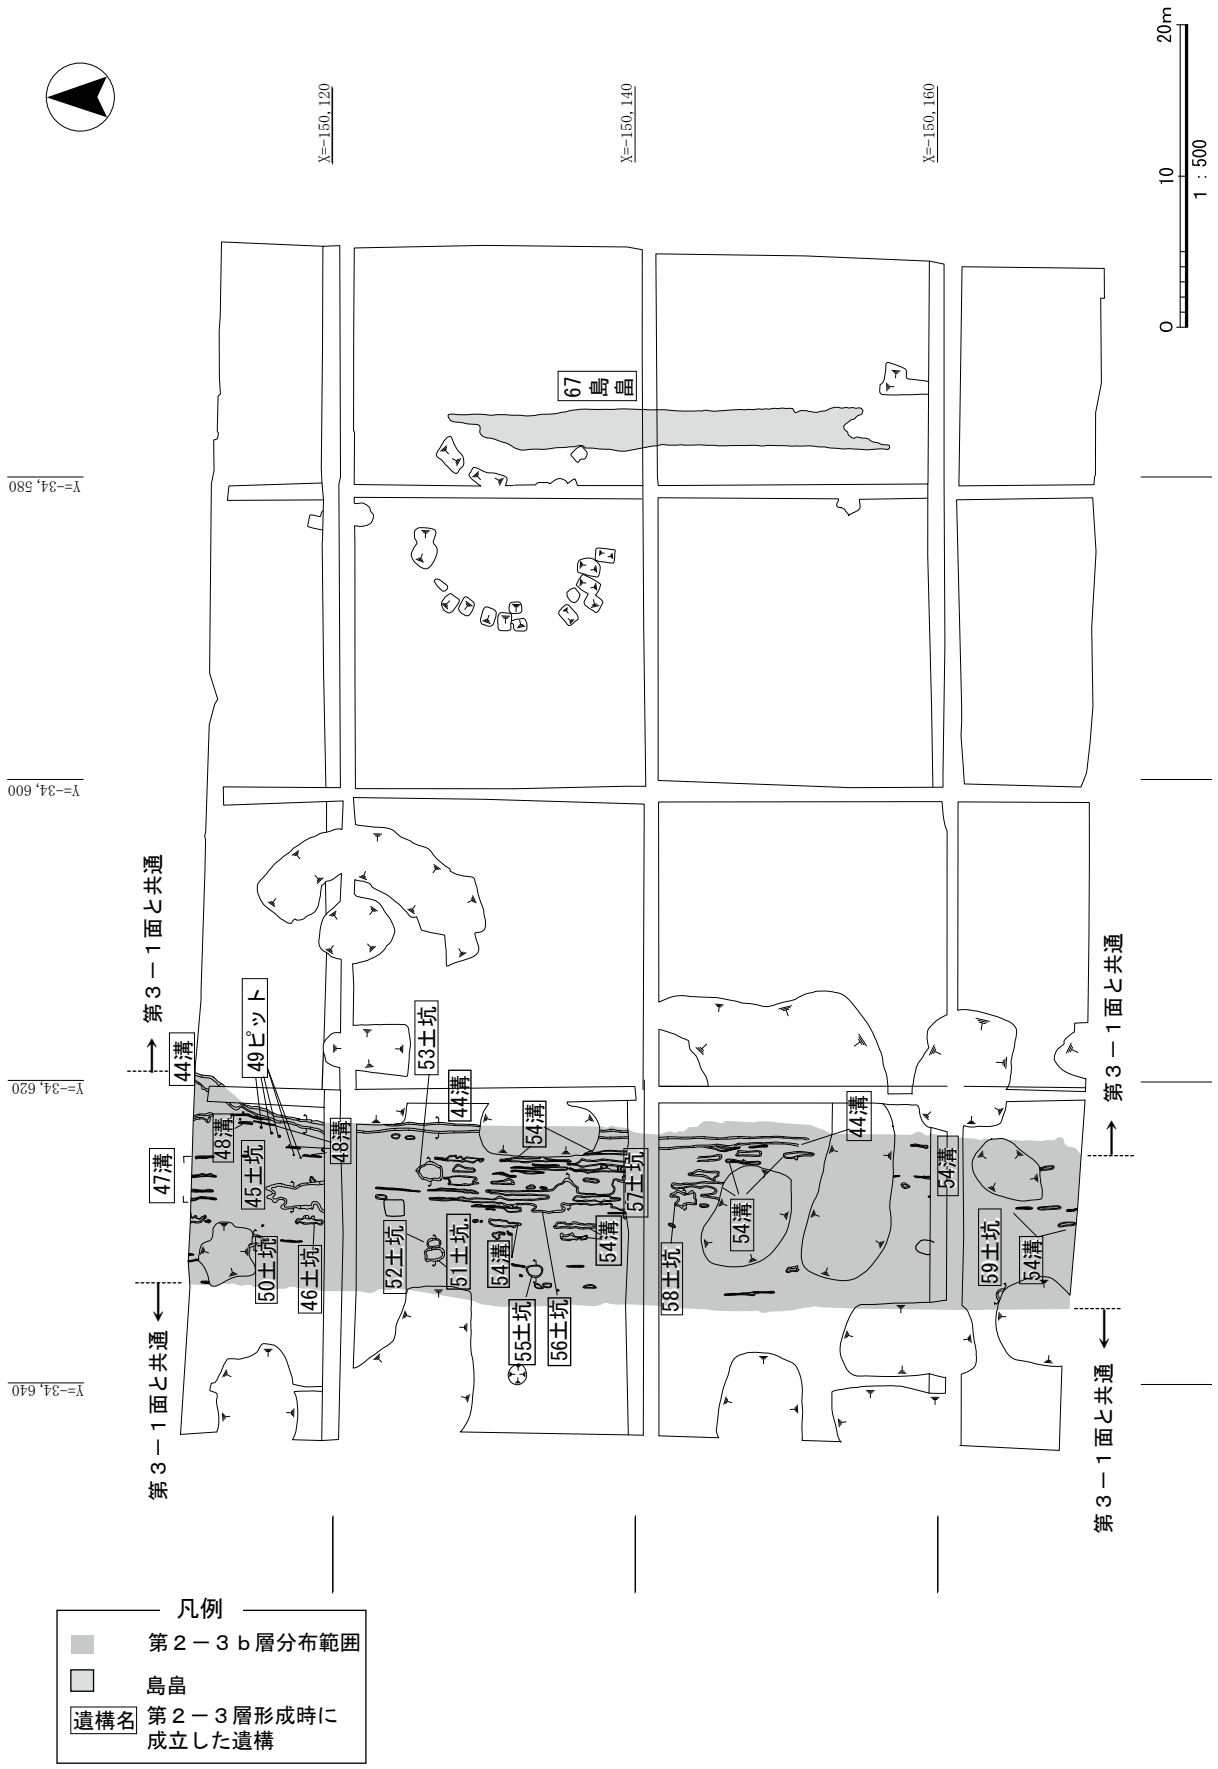 20m
10
0
1：500
X=-150,120
X=-150,140
X=-150,160
Y=-34,580
Y=-34,600
Y=-34,620
Y=-34,640
67
島
畠
第３－１面と共通
第３－１面と共通
44溝
49ピット
53土坑
44溝
48溝
48溝
54溝
44溝
47溝
45土坑
57土坑
54溝
50土坑
46土坑
52土坑
51土坑
54溝
54溝
54溝
58土坑
59土坑
54溝
55土坑
56土坑
第３－１面と共通
第３－１面と共通
凡例
第２－３ｂ層分布範囲
島畠
遺構名
第２－３層形成時に
成立した遺構